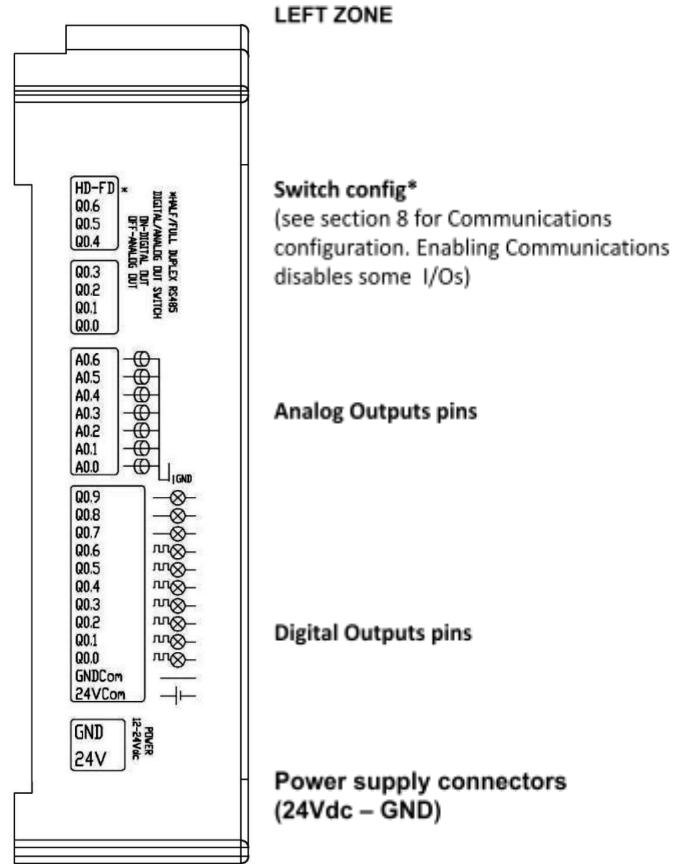 LEFT ZONE
HD-FD *
Q0.6
Q0.5
Q0.4
Q0.3
Q0.2
Q0.1
Q0.0
*HALF/FULL DUPLEX RS485
DIGITAL/ANALOG OUT SWITCH
ON-DIGITAL OUT
OFF-ANALOG OUT
Switch config*
(see section 8 for Communications
configuration. Enabling Communications
disables some I/Os)
A0.6
A0.5
A0.4
A0.3
A0.2
A0.1
A0.0
GND
Analog Outputs pins
Q0.9
Q0.8
Q0.7
Q0.6
Q0.5
Q0.4
Q0.3
Q0.2
Q0.1
Q0.0
GNDCom
24VCom
Digital Outputs pins
GND
24V
POWER
12-24Vdc
Power supply connectors
(24Vdc – GND)